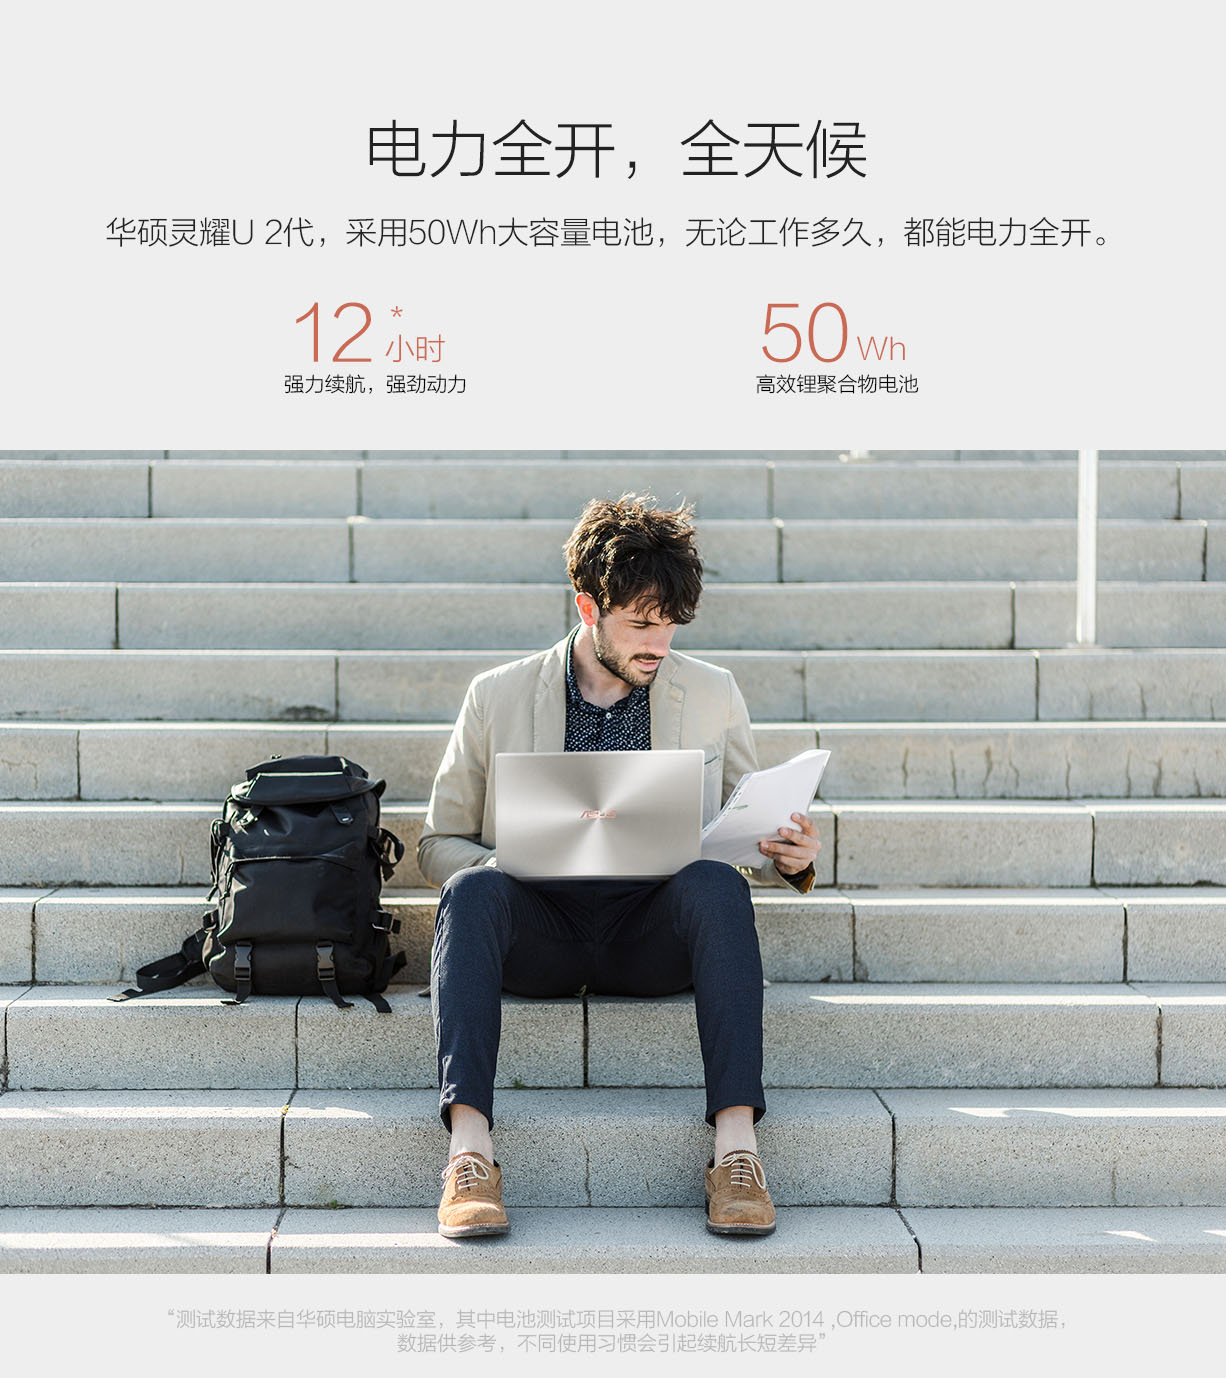 电力全开，全天候
华硕灵耀U 2代，采用50Wh大容量电池，无论工作多久，都能电力全开。
12*小时
强力续航，强劲动力
50Wh
高效锂聚合物电池
ASUS
“测试数据来自华硕电脑实验室，其中电池测试项目采用Mobile Mark 2014 ,Office mode,的测试数据，
数据供参考，不同使用习惯会引起续航长短差异”